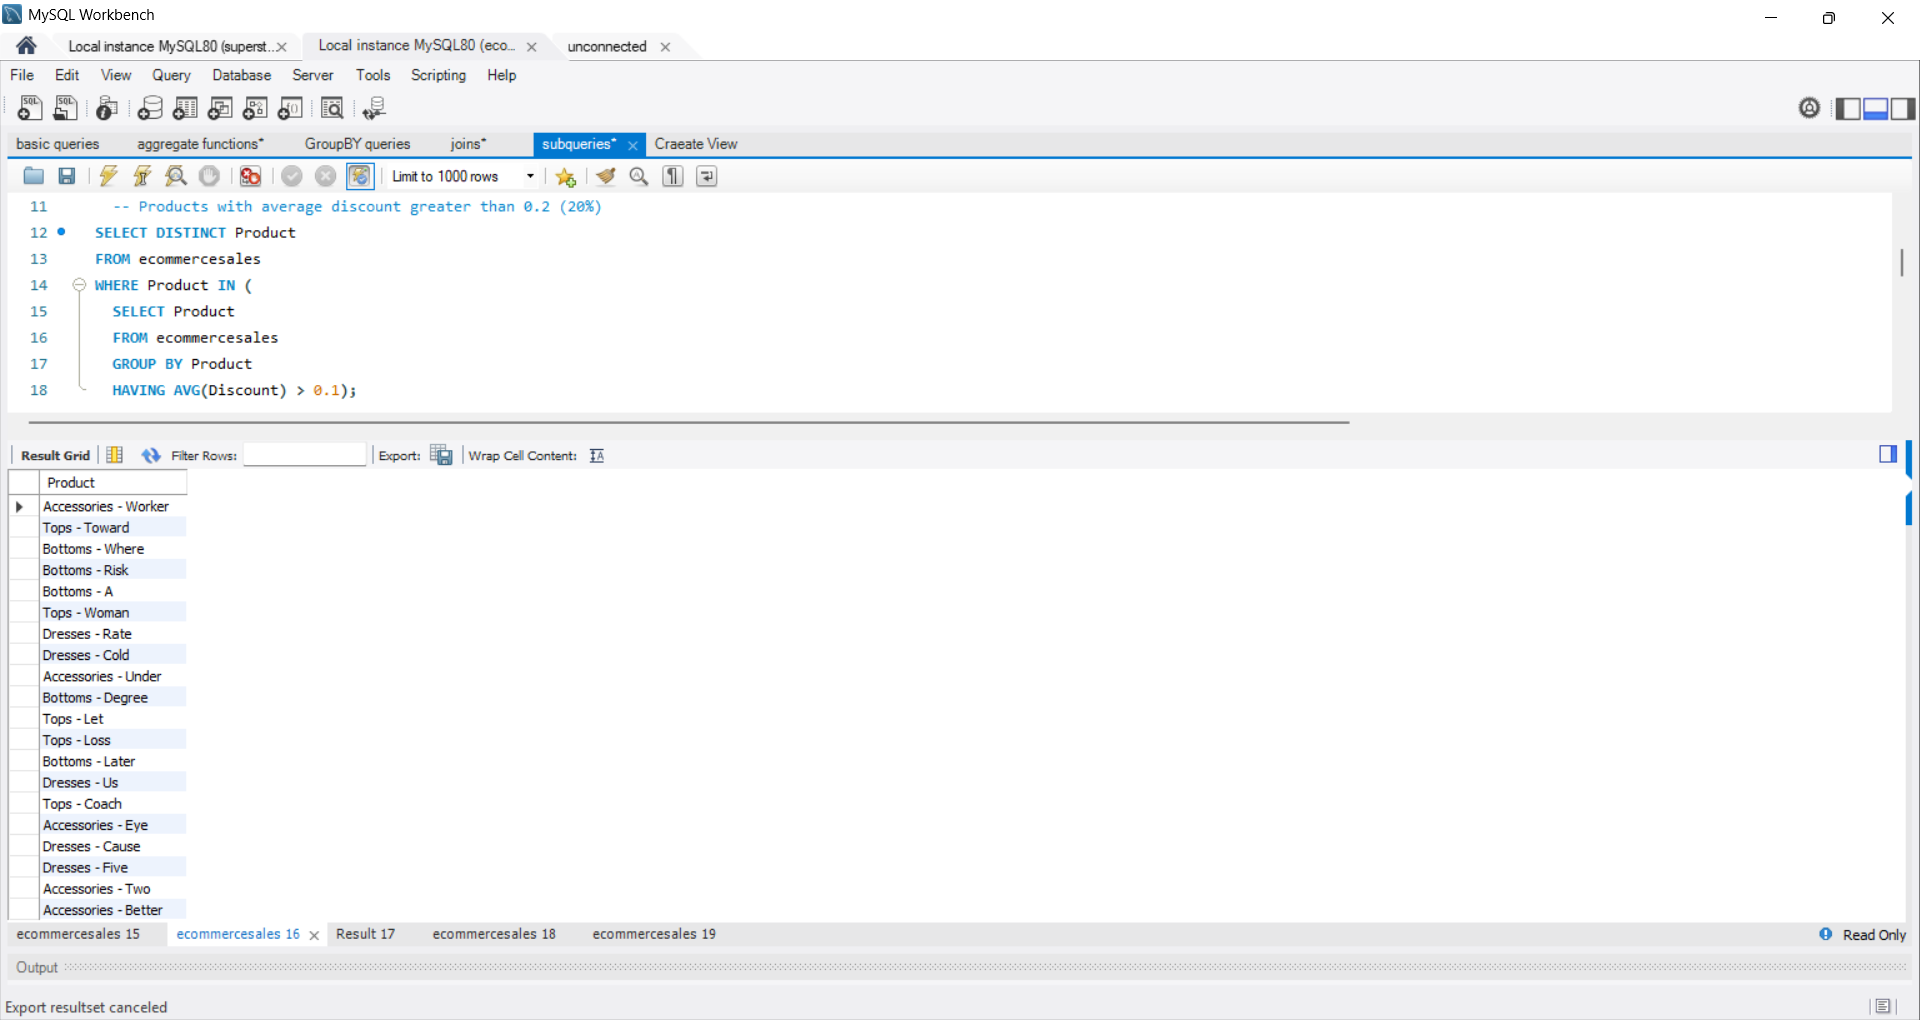 MySQL Workbench
Local instance MySQL80 (superst... Local instance MySQL80 (eco... unconnected
File Edit View Query Database Server Tools Scripting Help
basic queries aggregate functions* GroupBY queries joins* subqueries* Craeate View
Limit to 1000 rows
11 -- Products with average discount greater than 0.2 (20%)
12 SELECT DISTINCT Product
13 FROM ecommercesales
14 WHERE Product IN (
15 SELECT Product
16 FROM ecommercesales
17 GROUP BY Product
18 HAVING AVG(Discount) > 0.1);
Result Grid Filter Rows: Export: Wrap Cell Content:
Product
Accessories - Worker
Tops - Toward
Bottoms - Where
Bottoms - Risk
Bottoms - A
Tops - Woman
Dresses - Rate
Dresses - Cold
Accessories - Under
Bottoms - Degree
Tops - Let
Tops - Loss
Bottoms - Later
Dresses - Us
Tops - Coach
Accessories - Eye
Dresses - Cause
Dresses - Five
Accessories - Two
Accessories - Better
ecommercesales 15 ecommercesales 16 Result 17 ecommercesales 18 ecommercesales 19 Read Only
Output
Export resultset canceled